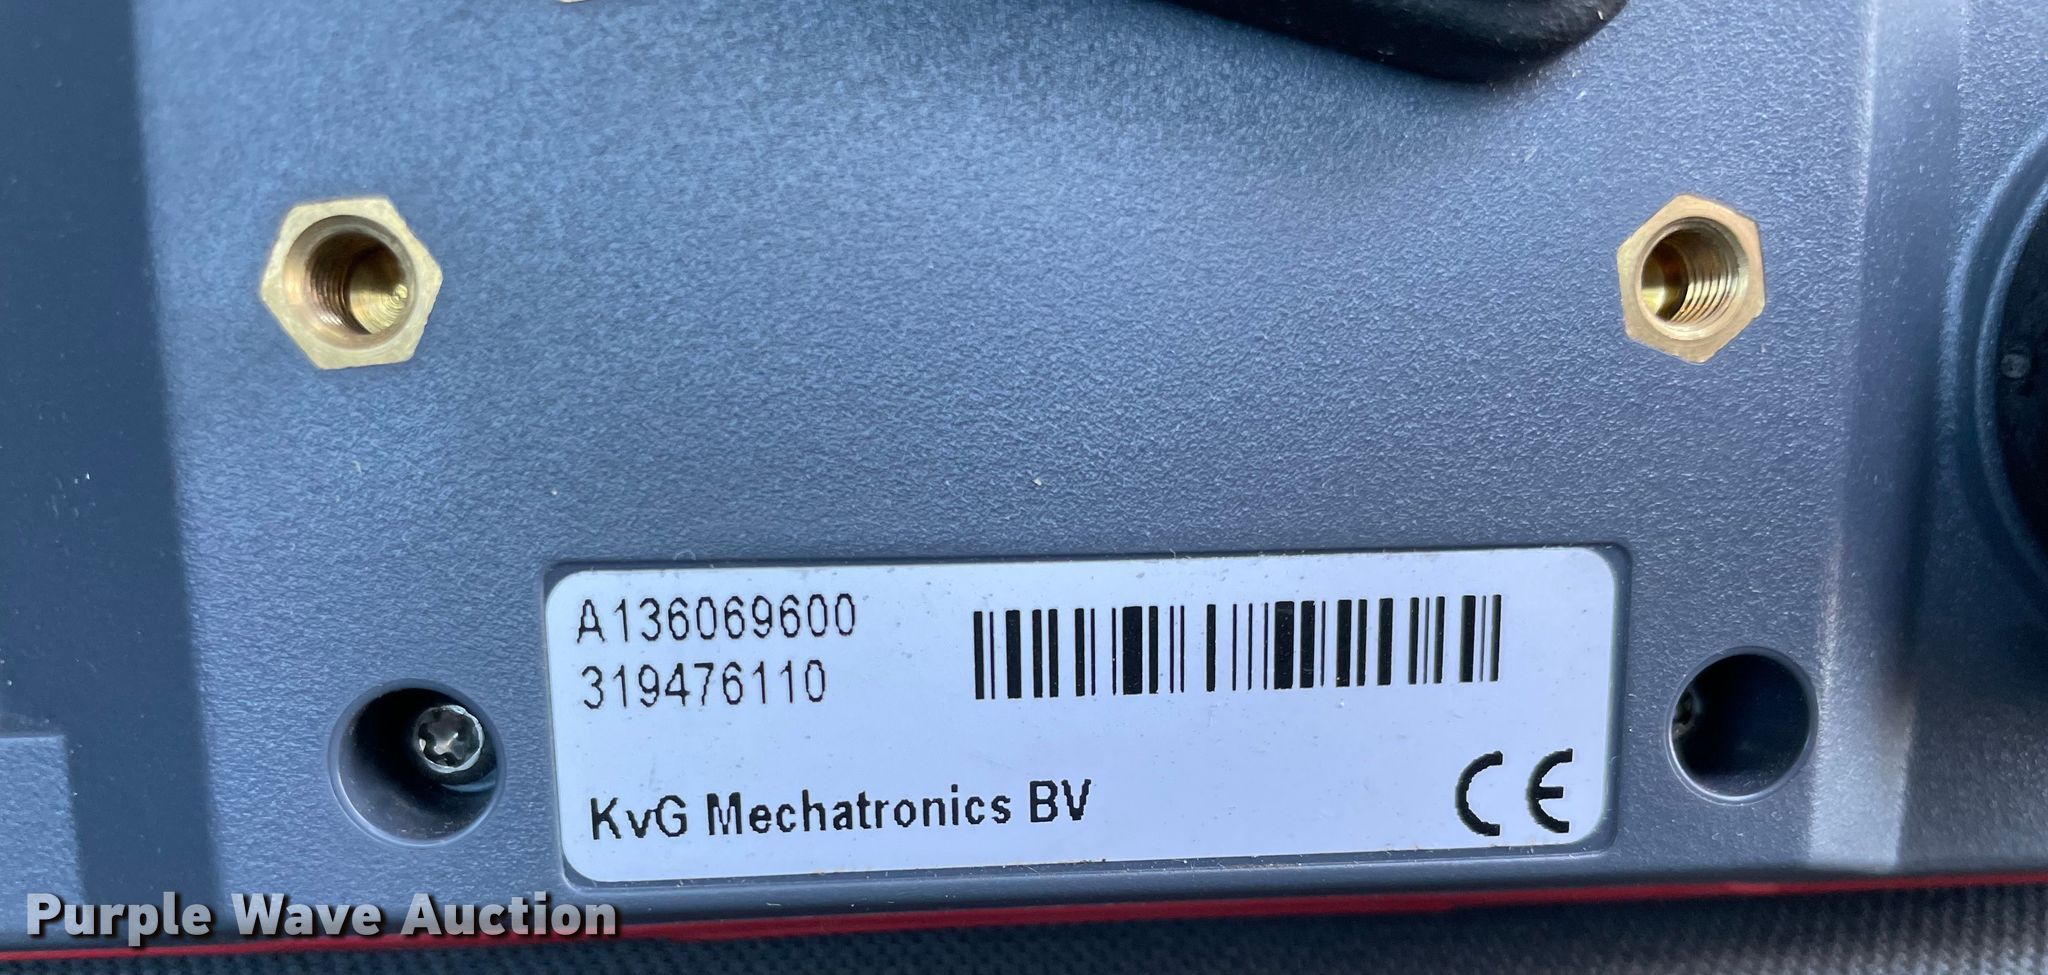 A136069600
319476110
KvG Mechatronics BV
CE
Purple Wave Auction